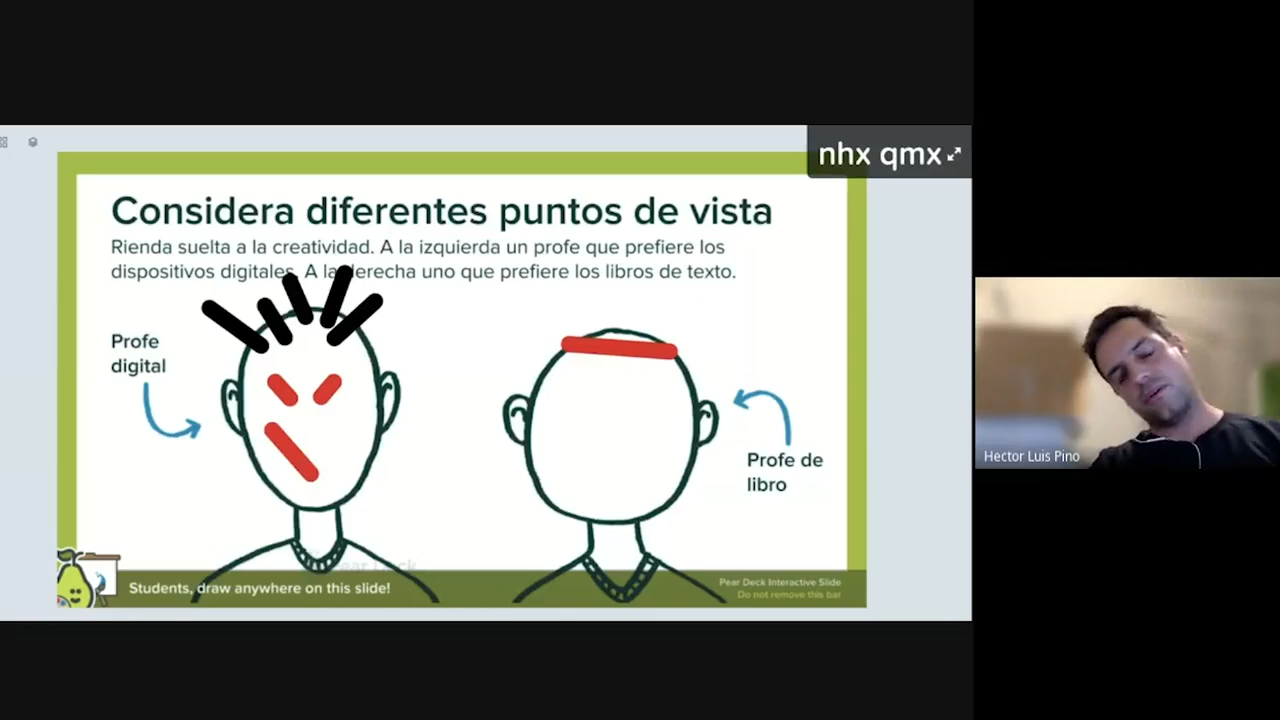 nhx qmx
Considera diferentes puntos de vista
Rienda suelta a la creatividad. A la izquierda un profe que prefiere los
dispositivos digitales. A la derecha uno que prefiere los libros de texto.
Profe
digital
Profe de
libro
Students, draw anywhere on this slide!
Pear Deck Interactive Slide
Do not remove this bar
Hector Luis Pino